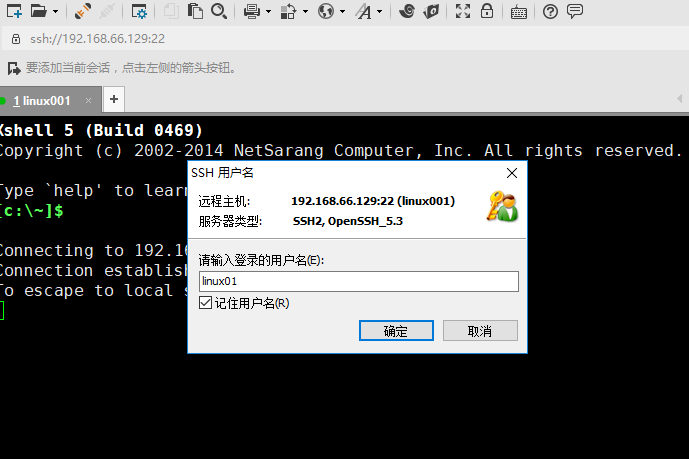 ssh://192.168.66.129:22
要添加当前会话，点击左侧的箭头按钮。
1 linux001
Xshell 5 (Build 0469)
Copyright (c) 2002-2014 NetSarang Computer, Inc. All rights reserved.
Type `help' to learn
[c:\~]$
Connecting to 192.16
Connection establish
To escape to local s
SSH 用户名
远程主机: 192.168.66.129:22 (linux001)
服务器类型: SSH2, OpenSSH_5.3
请输入登录的用户名(E):
linux01
记住用户名(R)
确定 取消